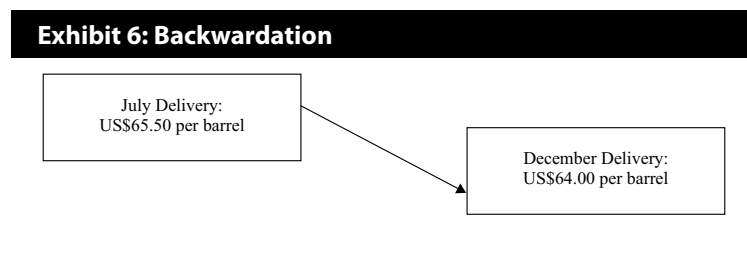 Exhibit 6: Backwardation
July Delivery:
US$65.50 per barrel
December Delivery:
US$64.00 per barrel